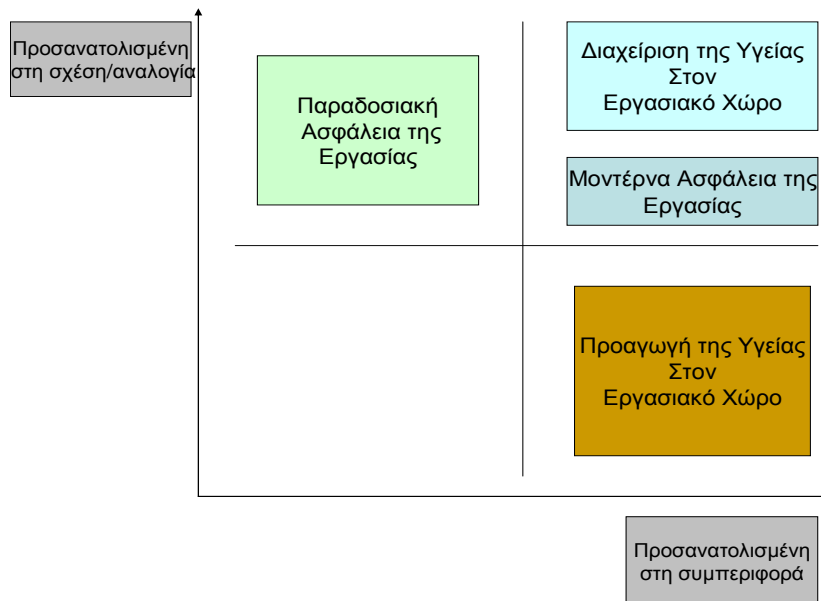 Προσανατολισμένη
στη σχέση/αναλογία
Παραδοσιακή
Ασφάλεια της
Εργασίας
Διαχείριση της Υγείας
Στον
Εργασιακό Χώρο
Μοντέρνα Ασφάλεια της
Εργασίας
Προαγωγή της Υγείας
Στον
Εργασιακό Χώρο
Προσανατολισμένη
στη συμπεριφορά